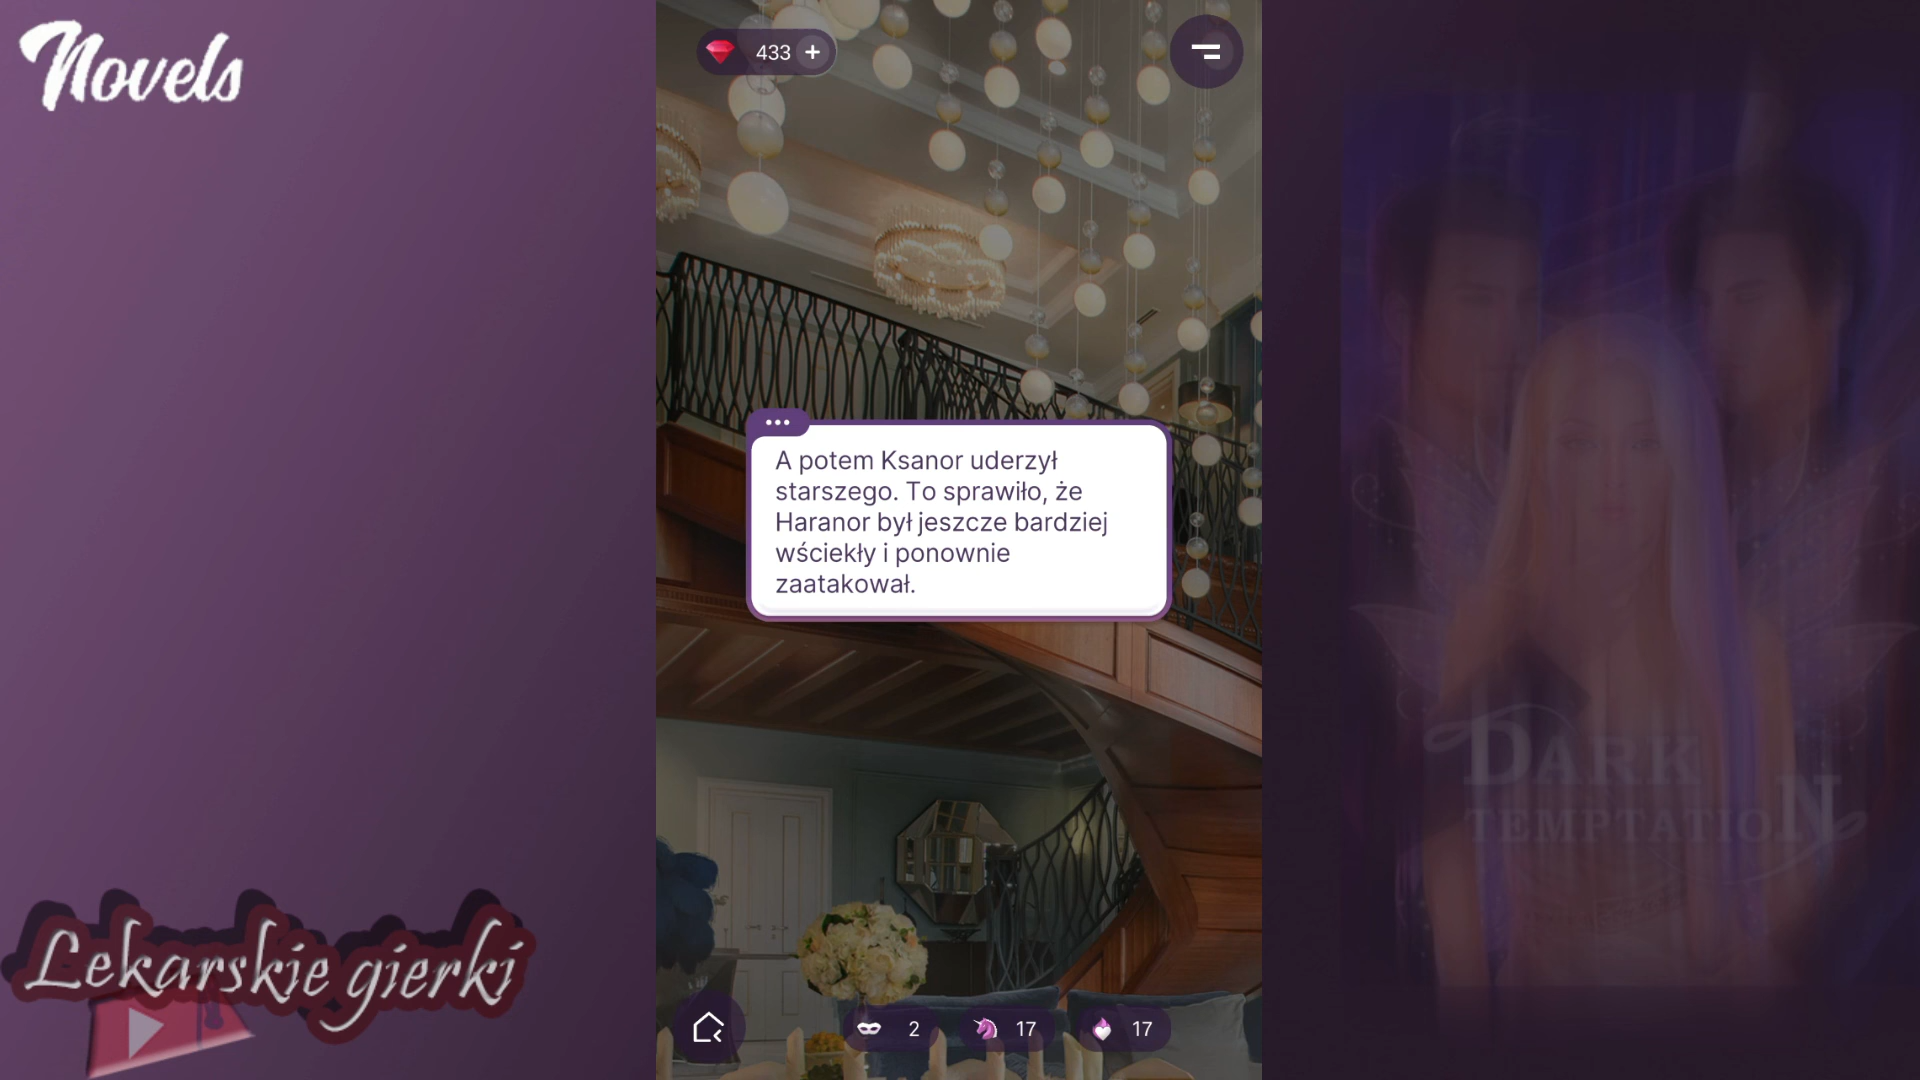 Novels
433 +
A potem Ksanor uderzył
starszego. To sprawiło, że
Haranor był jeszcze bardziej
wściekły i ponownie
zaatakował.
DARK
TEMPTATION
Lekarskie gierki
2
17
17